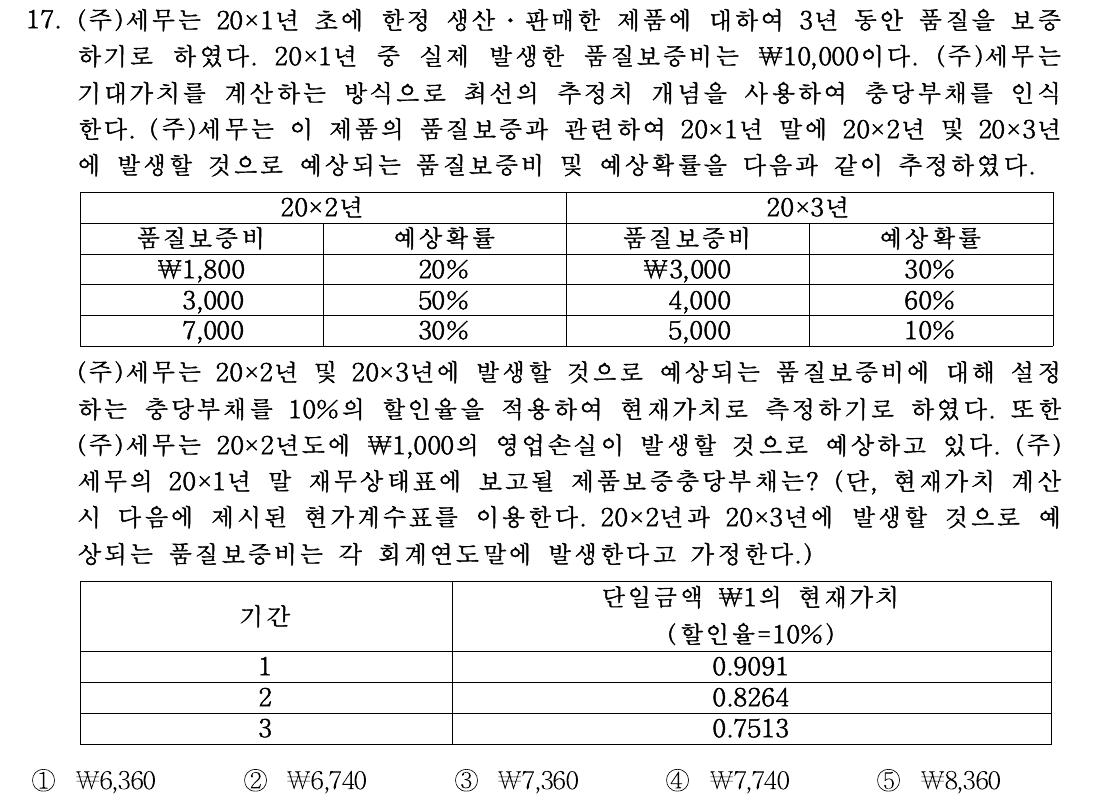 17. (주)세무는 20×1년 초에 한정 생산·판매한 제품에 대하여 3년 동안 품질을 보증
하기로 하였다. 20×1년 중 실제 발생한 품질보증비는 ₩10,000이다. (주)세무는
기대가치를 계산하는 방식으로 최선의 추정치 개념을 사용하여 충당부채를 인식
한다. (주)세무는 이 제품의 품질보증과 관련하여 20×1년 말에 20×2년 및 20×3년
에 발생할 것으로 예상되는 품질보증비 및 예상확률을 다음과 같이 추정하였다.
20×2년 20×3년
품질보증비 예상확률 품질보증비 예상확률
₩1,800 20% ₩3,000 30%
3,000 50% 4,000 60%
7,000 30% 5,000 10%
(주)세무는 20×2년 및 20×3년에 발생할 것으로 예상되는 품질보증비에 대해 설정
하는 충당부채를 10%의 할인율을 적용하여 현재가치로 측정하기로 하였다. 또한
(주)세무는 20×2년도에 ₩1,000의 영업손실이 발생할 것으로 예상하고 있다. (주)
세무의 20×1년 말 재무상태표에 보고될 제품보증충당부채는? (단, 현재가치 계산
시 다음에 제시된 현가계수표를 이용한다. 20×2년과 20×3년에 발생할 것으로 예
상되는 품질보증비는 각 회계연도말에 발생한다고 가정한다.)
기간 단일금액 ₩1의 현재가치
(할인율=10%)
1 0.9091
2 0.8264
3 0.7513
① ₩6,360 ② ₩6,740 ③ ₩7,360 ④ ₩7,740 ⑤ ₩8,360